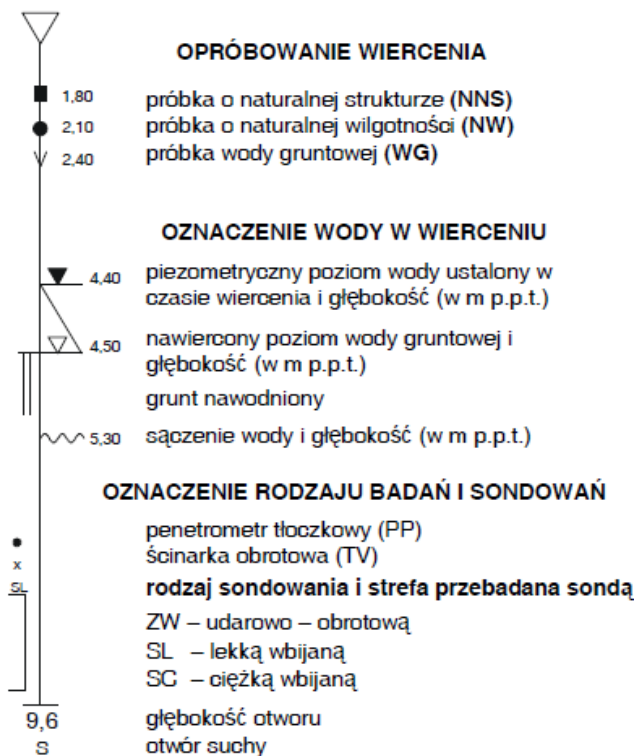 OPRÓBOWANIE WIERCENIA
1,80 próbka o naturalnej strukturze (NNS)
2,10 próbka o naturalnej wilgotności (NW)
2,40 próbka wody gruntowej (WG)
OZNACZENIE WODY W WIERCENIU
4,40 piezometryczny poziom wody ustalony w
czasie wiercenia i głębokość (w m p.p.t.)
4,50 nawiercony poziom wody gruntowej i
głębokość (w m p.p.t.)
grunt nawodniony
5,30 sączenie wody i głębokość (w m p.p.t.)
OZNACZENIE RODZAJU BADAŃ I SONDOWAŃ
penetrometr tłoczkowy (PP)
x ścinarka obrotowa (TV)
SL rodzaj sondowania i strefa przebadana sondą
ZW – udarowo – obrotową
SL – lekką wbijaną
SC – ciężką wbijaną
9,6 głębokość otworu
S otwór suchy